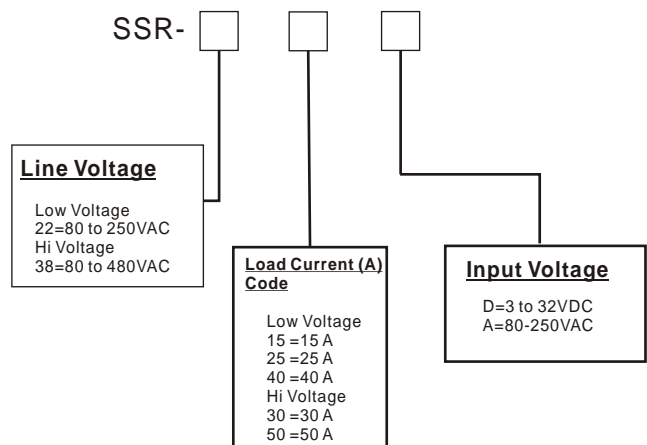 SSR-
Line Voltage
Low Voltage
22=80 to 250VAC
Hi Voltage
38=80 to 480VAC
Load Current (A)
Code
Low Voltage
15 =15 A
25 =25 A
40 =40 A
Hi Voltage
30 =30 A
50 =50 A
Input Voltage
D=3 to 32VDC
A=80-250VAC